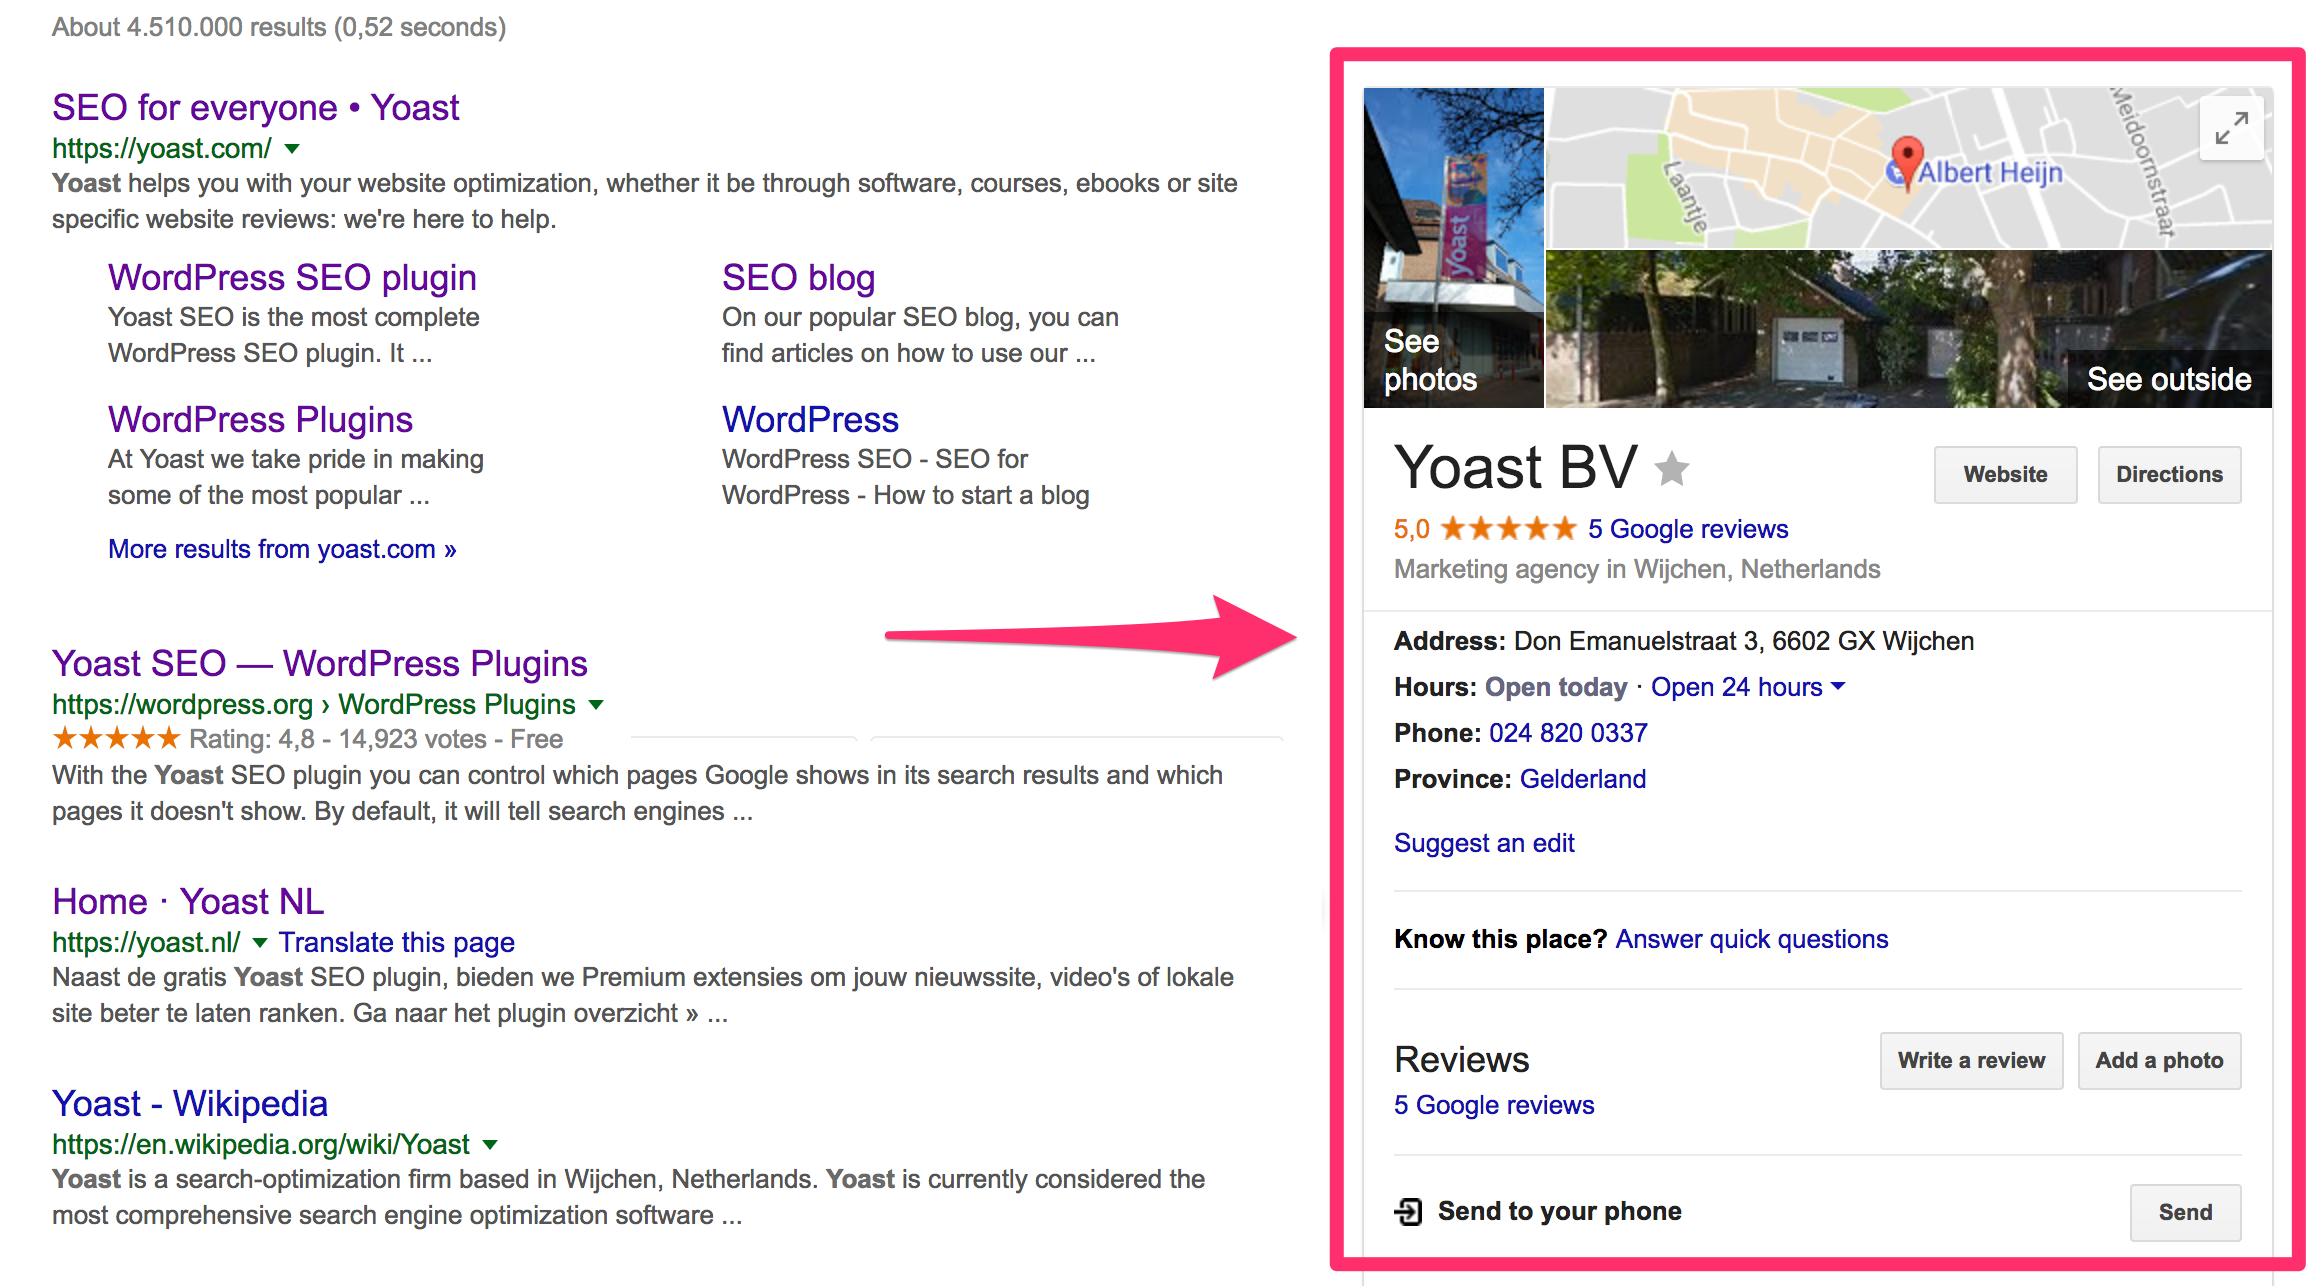 About 4.510.000 results (0,52 seconds)
SEO for everyone • Yoast
https://yoast.com/
Yoast helps you with your website optimization, whether it be through software, courses, ebooks or site
specific website reviews: we're here to help.
WordPress SEO plugin
Yoast SEO is the most complete
WordPress SEO plugin. It ...
SEO blog
On our popular SEO blog, you can
find articles on how to use our ...
WordPress Plugins
At Yoast we take pride in making
some of the most popular ...
WordPress
WordPress SEO - SEO for
WordPress - How to start a blog
More results from yoast.com »
Yoast SEO — WordPress Plugins
https://wordpress.org › WordPress Plugins
Rating: 4,8 - 14,923 votes - Free
With the Yoast SEO plugin you can control which pages Google shows in its search results and which
pages it doesn't show. By default, it will tell search engines ...
Home · Yoast NL
https://yoast.nl/ Translate this page
Naast de gratis Yoast SEO plugin, bieden we Premium extensies om jouw nieuwssite, video's of lokale
site beter te laten ranken. Ga naar het plugin overzicht » ...
Yoast - Wikipedia
https://en.wikipedia.org/wiki/Yoast
Yoast is a search-optimization firm based in Wijchen, Netherlands. Yoast is currently considered the
most comprehensive search engine optimization software ...
yoast
See
photos
Laantje
Albert Heijn
Meidoornstraat
See outside
Yoast BV
Website
Directions
5,0 5 Google reviews
Marketing agency in Wijchen, Netherlands
Address: Don Emanuelstraat 3, 6602 GX Wijchen
Hours: Open today · Open 24 hours
Phone: 024 820 0337
Province: Gelderland
Suggest an edit
Know this place? Answer quick questions
Reviews
Write a review
Add a photo
5 Google reviews
Send to your phone
Send